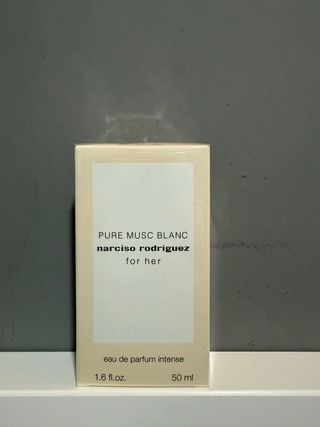 PURE MUSC BLANC
narciso rodriguez
for her
eau de parfum intense
1.6 fl.oz. 50 ml